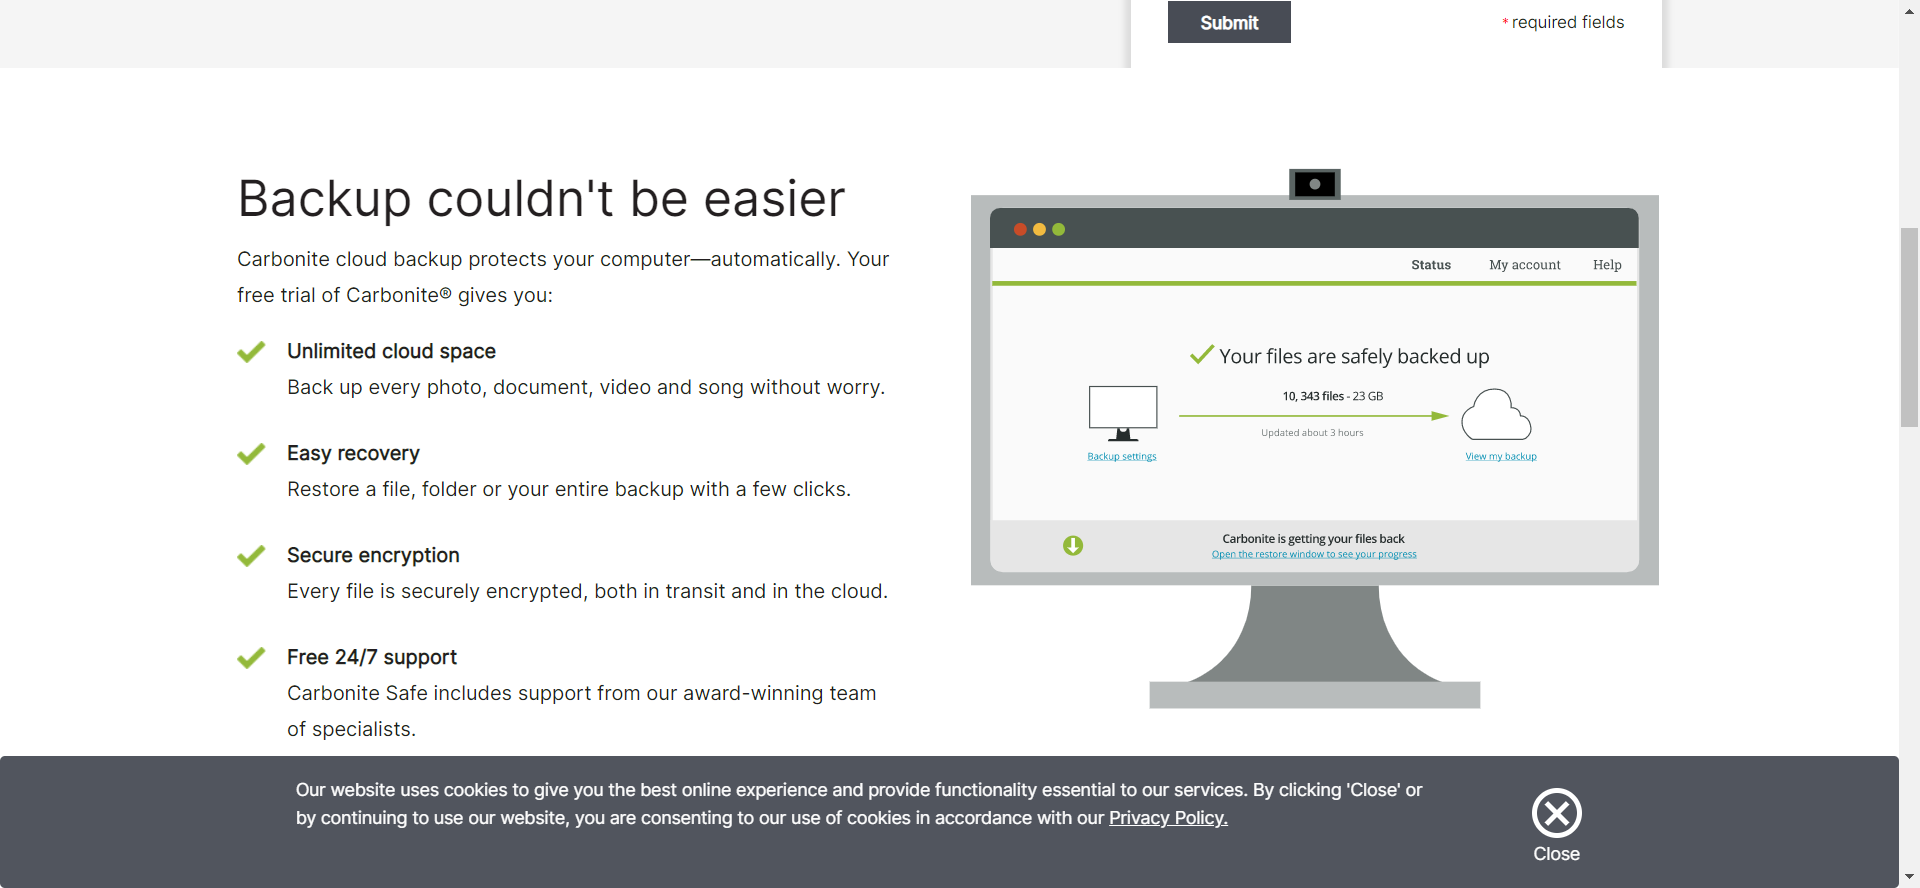 Submit
* required fields
Backup couldn't be easier
Carbonite cloud backup protects your computer—automatically. Your
free trial of Carbonite® gives you:
Unlimited cloud space
Back up every photo, document, video and song without worry.
Easy recovery
Restore a file, folder or your entire backup with a few clicks.
Secure encryption
Every file is securely encrypted, both in transit and in the cloud.
Free 24/7 support
Carbonite Safe includes support from our award-winning team
of specialists.
Status My account Help
Your files are safely backed up
10, 343 files - 23 GB
Updated about 3 hours
Backup settings
View my backup
Carbonite is getting your files back
Open the restore window to see your progress
Our website uses cookies to give you the best online experience and provide functionality essential to our services. By clicking 'Close' or
by continuing to use our website, you are consenting to our use of cookies in accordance with our Privacy Policy.
Close